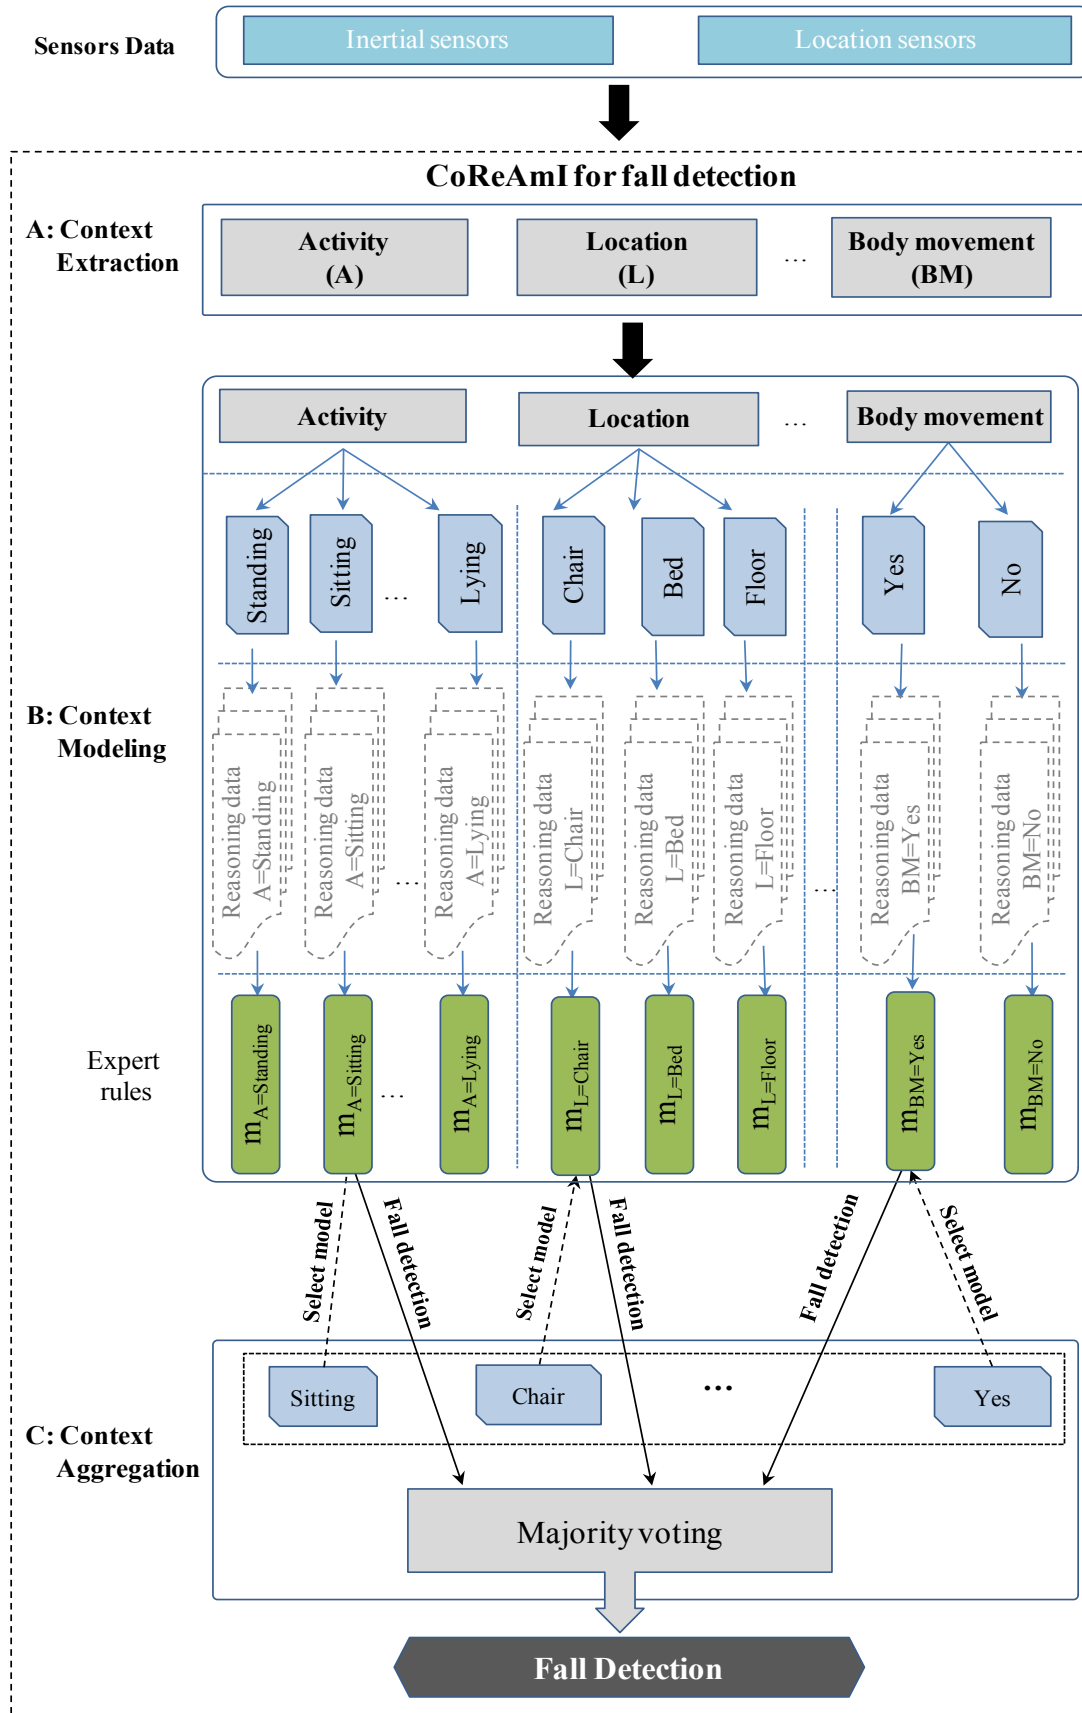 Sensors Data
Inertial sensors
Location sensors
CoReAmI for fall detection
A: Context
Extraction
Activity
(A)
Location
(L)
...
Body movement
(BM)
Activity
Location
...
Body movement
Standing
Sitting
...
Lying
Chair
Bed
Floor
Yes
No
B: Context
Modeling
Reasoning data
A=Standing
Reasoning data
A=Sitting
...
Reasoning data
A=Lying
Reasoning data
L=Chair
Reasoning data
L=Bed
Reasoning data
L=Floor
...
Reasoning data
BM=Yes
Reasoning data
BM=No
Expert
rules
mA=Standing
mA=Sitting
...
mA=Lying
mL=Chair
mL=Bed
mL=Floor
mBM=Yes
mBM=No
Select model
Fall detection
Select model
Fall detection
Fall detection
Select model
Sitting
Chair
...
Yes
C: Context
Aggregation
Majority voting
Fall Detection